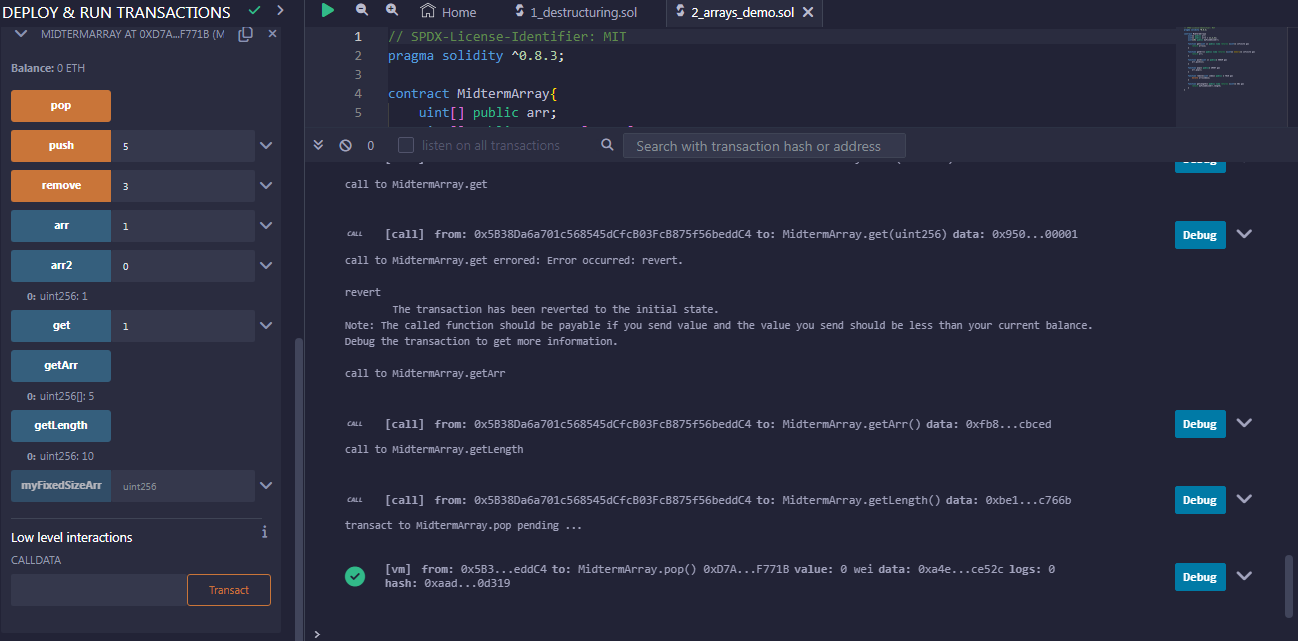 DEPLOY & RUN TRANSACTIONS
MIDTERMARRAY AT 0XD7A...F771B (M
Balance: 0 ETH
pop
push 5
remove 3
arr 1
arr2 0
0: uint256: 1
get 1
getArr
0: uint256[]: 5
getLength
0: uint256: 10
myFixedSizeArr uint256
Low level interactions
i
CALLDATA
Transact
Home
1_destructuring.sol
2_arrays_demo.sol
1 // SPDX-License-Identifier: MIT
2 pragma solidity ^0.8.3;
3
4 contract MidtermArray{
5 uint[] public arr;
0 listen on all transactions Search with transaction hash or address
Debug
call to MidtermArray.get
CALL [call] from: 0x5B38Da6a701c568545dCfcB03FcB875f56beddC4 to: MidtermArray.get(uint256) data: 0x950...00001 Debug
call to MidtermArray.get errored: Error occurred: revert.
revert
The transaction has been reverted to the initial state.
Note: The called function should be payable if you send value and the value you send should be less than your current balance.
Debug the transaction to get more information.
call to MidtermArray.getArr
CALL [call] from: 0x5B38Da6a701c568545dCfcB03FcB875f56beddC4 to: MidtermArray.getArr() data: 0xfb8...cbced Debug
call to MidtermArray.getLength
CALL [call] from: 0x5B38Da6a701c568545dCfcB03FcB875f56beddC4 to: MidtermArray.getLength() data: 0xbe1...c766b Debug
transact to MidtermArray.pop pending ...
[vm] from: 0x5B3...eddC4 to: MidtermArray.pop() 0xD7A...F771B value: 0 wei data: 0xa4e...ce52c logs: 0 Debug
hash: 0xaad...0d319
>